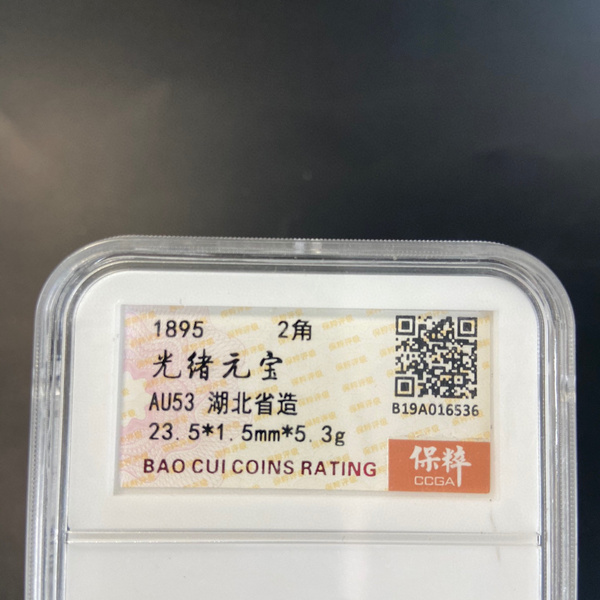 1895 2角
光绪元宝
AU53 湖北省造
23.5*1.5mm*5.3g
BAO CUI COINS RATING
B19A016536
保粹
CCGA